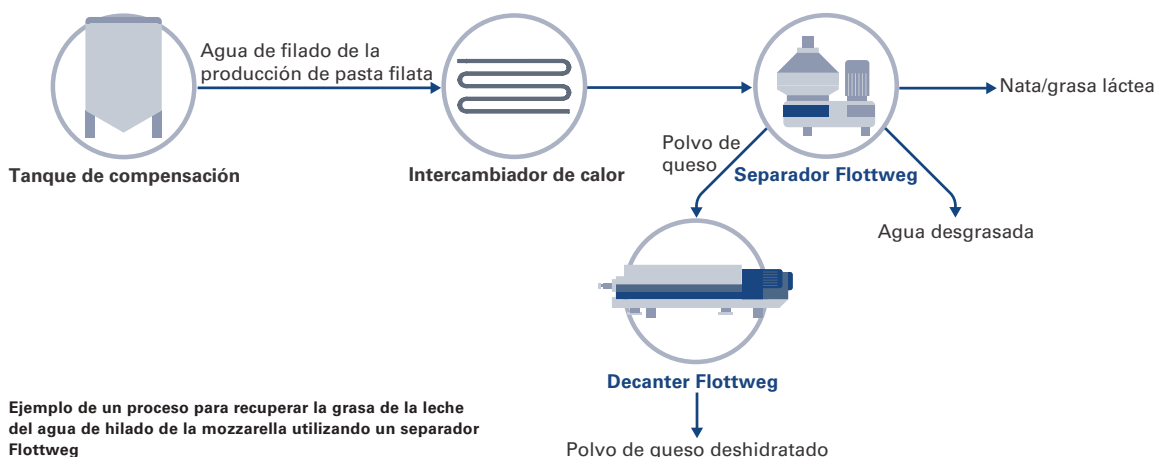 Agua de filado de la
producción de pasta filata
Nata/grasa láctea
Polvo de
queso
Tanque de compensación
Intercambiador de calor
Separador Flottweg
Agua desgrasada
Decanter Flottweg
Ejemplo de un proceso para recuperar la grasa de la leche
del agua de hilado de la mozzarella utilizando un separador
Flottweg
Polvo de queso deshidratado